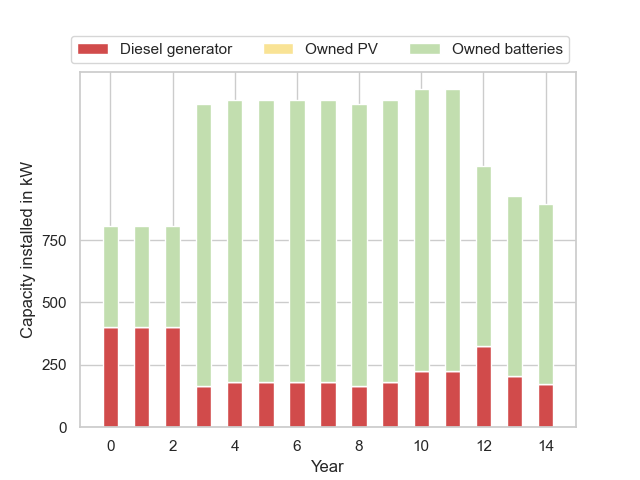 Diesel generator Owned PV Owned batteries
Capacity installed in kW
750
500
250
0
0 2 4 6 8 10 12 14
Year